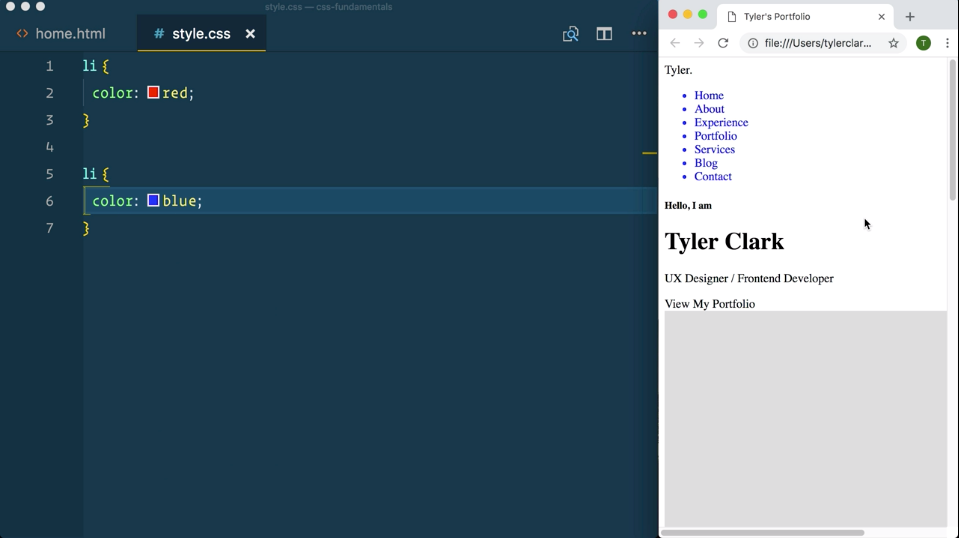 style.css — css-fundamentals
<> home.html # style.css ×
1 li {
2 color: red;
3 }
4
5 li {
6 color: blue;
7 }
Tyler's Portfolio × +
file:///Users/tylerclar... T
Tyler.
• Home
• About
• Experience
• Portfolio
• Services
• Blog
• Contact
Hello, I am
Tyler Clark
UX Designer / Frontend Developer
View My Portfolio